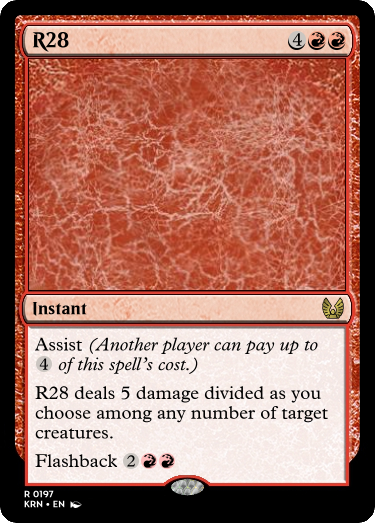 R28 4
Instant
Assist (Another player can pay up to
4 of this spell's cost.)
R28 deals 5 damage divided as you
choose among any number of target
creatures.
Flashback 2
R 0197
KRN • EN